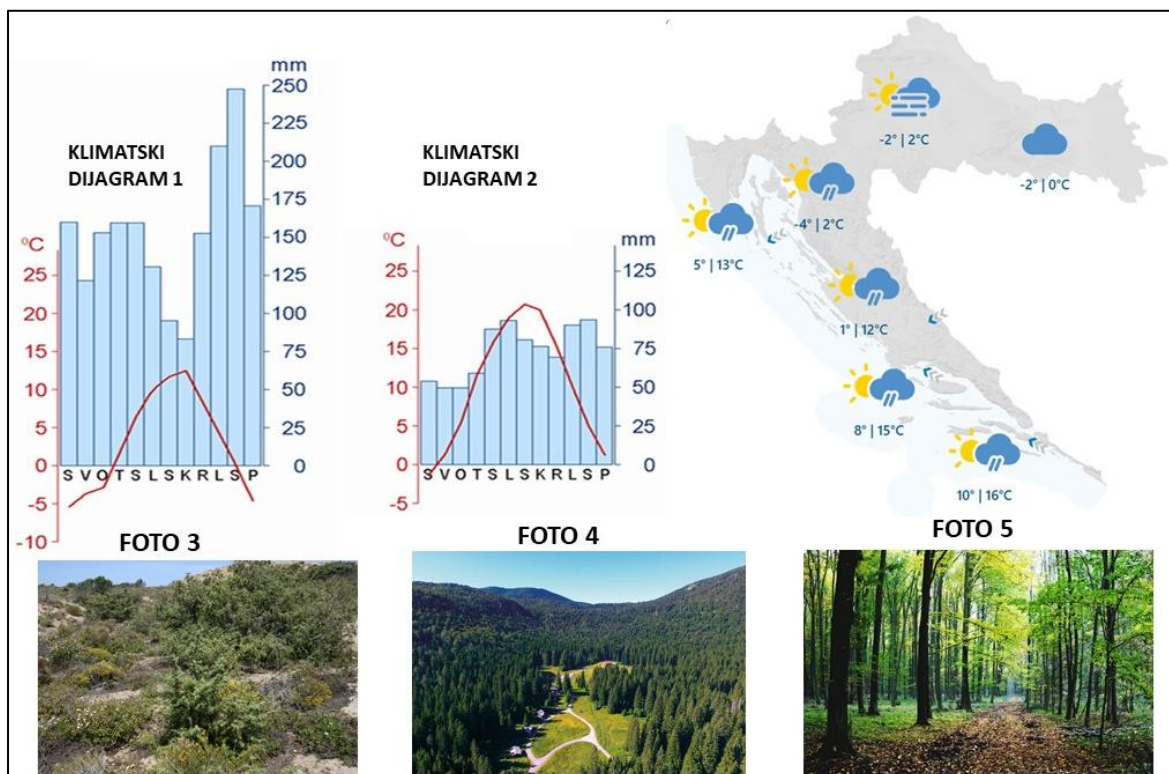 mm
250
225
200
175
150
125
100
75
50
25
0
KLIMATSKI
DIJAGRAM 1
ºC
25
20
15
10
5
0
-5
-10
S V O T S L S K R L S P
KLIMATSKI
DIJAGRAM 2
ºC
25
20
15
10
5
0
-5
mm
125
100
75
50
25
0
S V O T S L S K R L S P
-2° | 2°C
-2° | 0°C
-4° | 2°C
5° | 13°C
1° | 12°C
8° | 15°C
10° | 16°C
FOTO 3
FOTO 4
FOTO 5